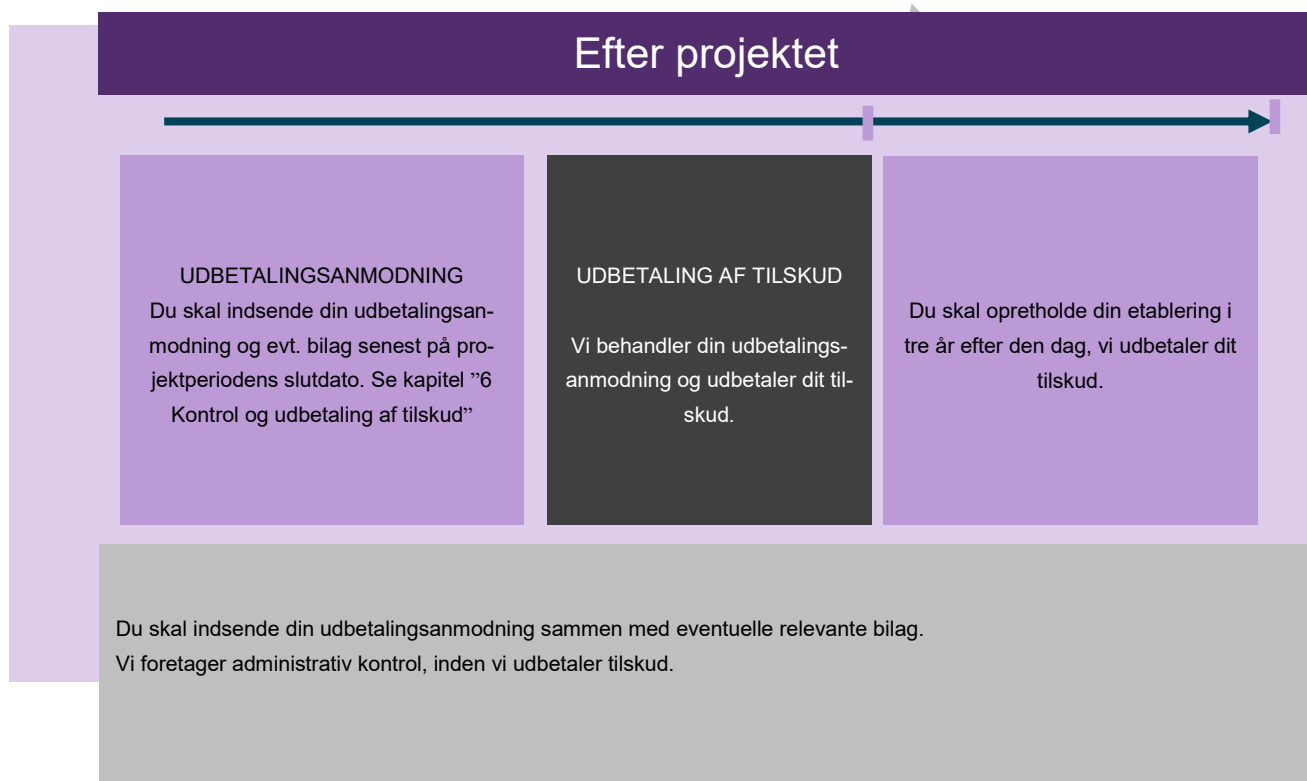 Efter projektet
UDBETALINGSANMODNING
Du skal indsende din udbetalingsan-
modning og evt. bilag senest på pro-
jektperiodens slutdato. Se kapitel ”6
Kontrol og udbetaling af tilskud”
UDBETALING AF TILSKUD
Vi behandler din udbetalings-
anmodning og udbetaler dit til-
skud.
Du skal opretholde din etablering i
tre år efter den dag, vi udbetaler dit
tilskud.
Du skal indsende din udbetalingsanmodning sammen med eventuelle relevante bilag.
Vi foretager administrativ kontrol, inden vi udbetaler tilskud.